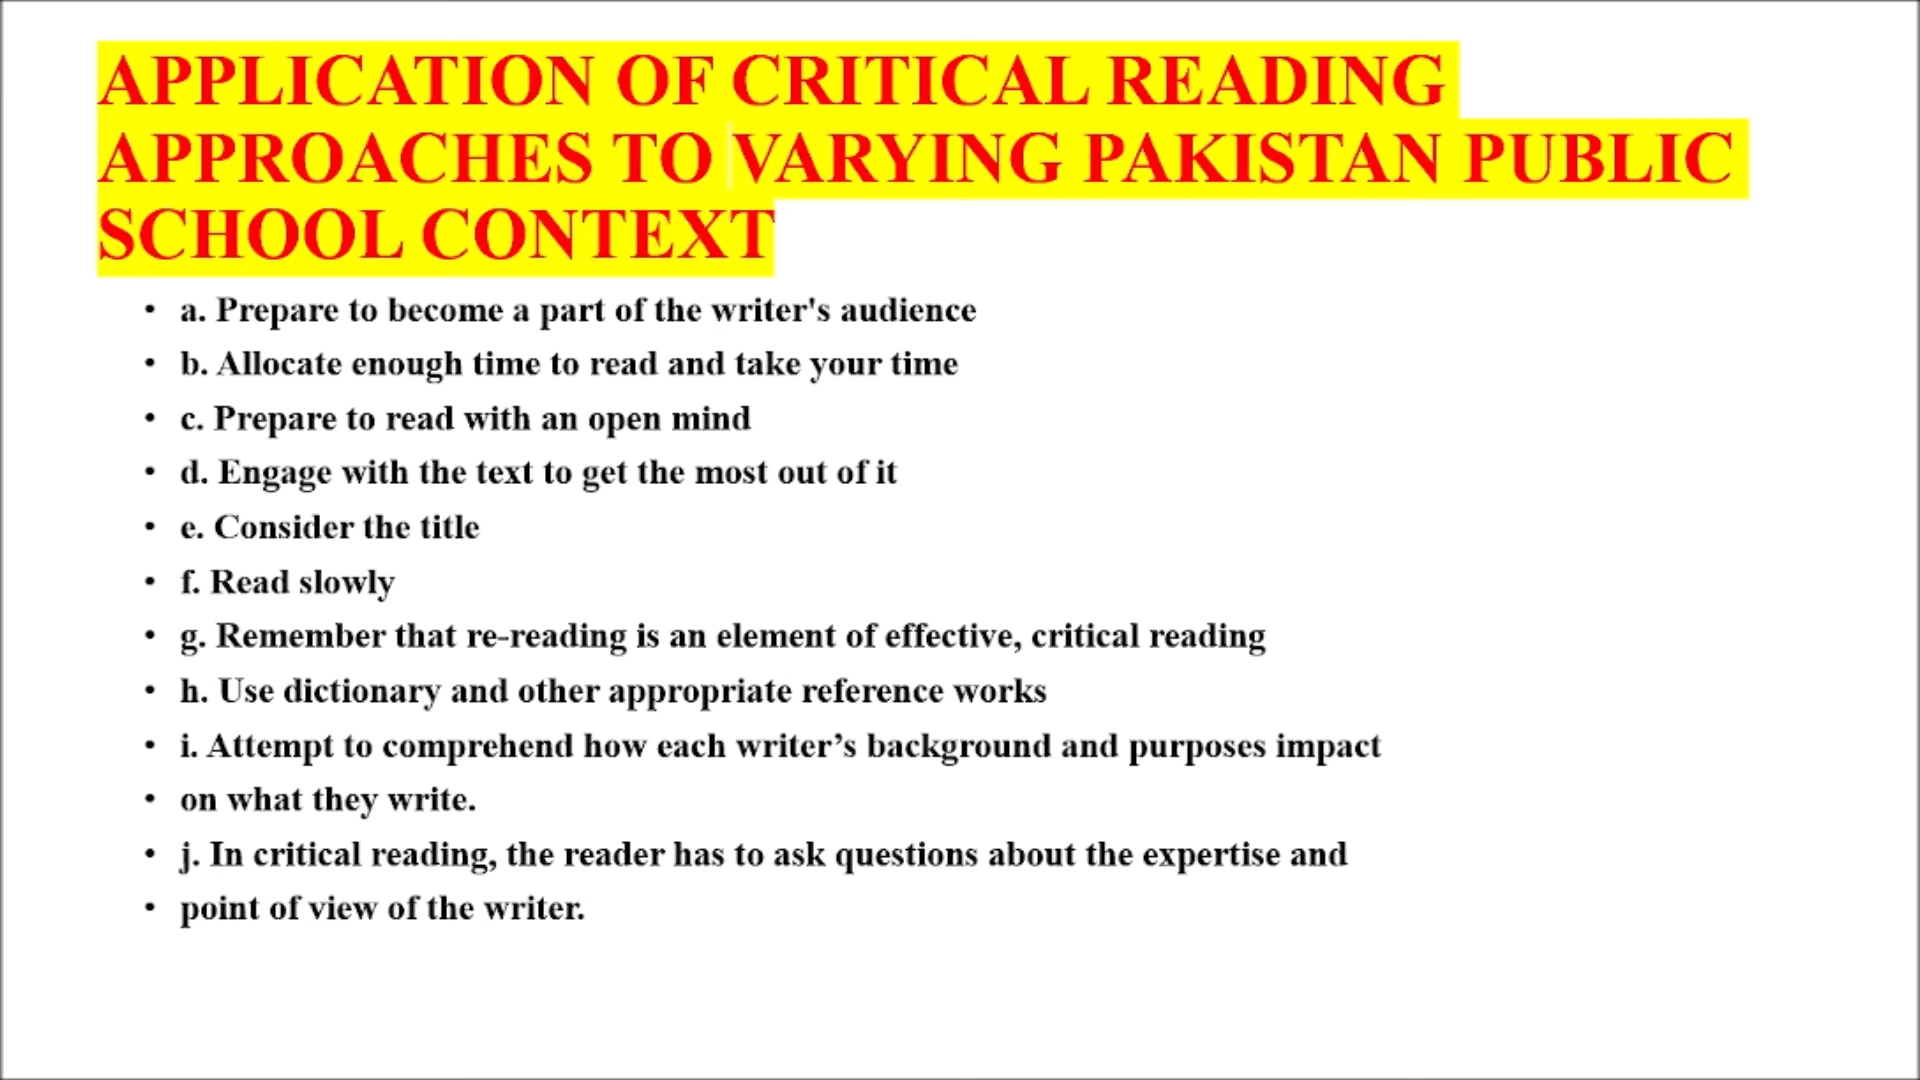 APPLICATION OF CRITICAL READING
APPROACHES TO VARYING PAKISTAN PUBLIC
SCHOOL CONTEXT
• a. Prepare to become a part of the writer's audience
• b. Allocate enough time to read and take your time
• c. Prepare to read with an open mind
• d. Engage with the text to get the most out of it
• e. Consider the title
• f. Read slowly
• g. Remember that re-reading is an element of effective, critical reading
• h. Use dictionary and other appropriate reference works
• i. Attempt to comprehend how each writer’s background and purposes impact
• on what they write.
• j. In critical reading, the reader has to ask questions about the expertise and
• point of view of the writer.